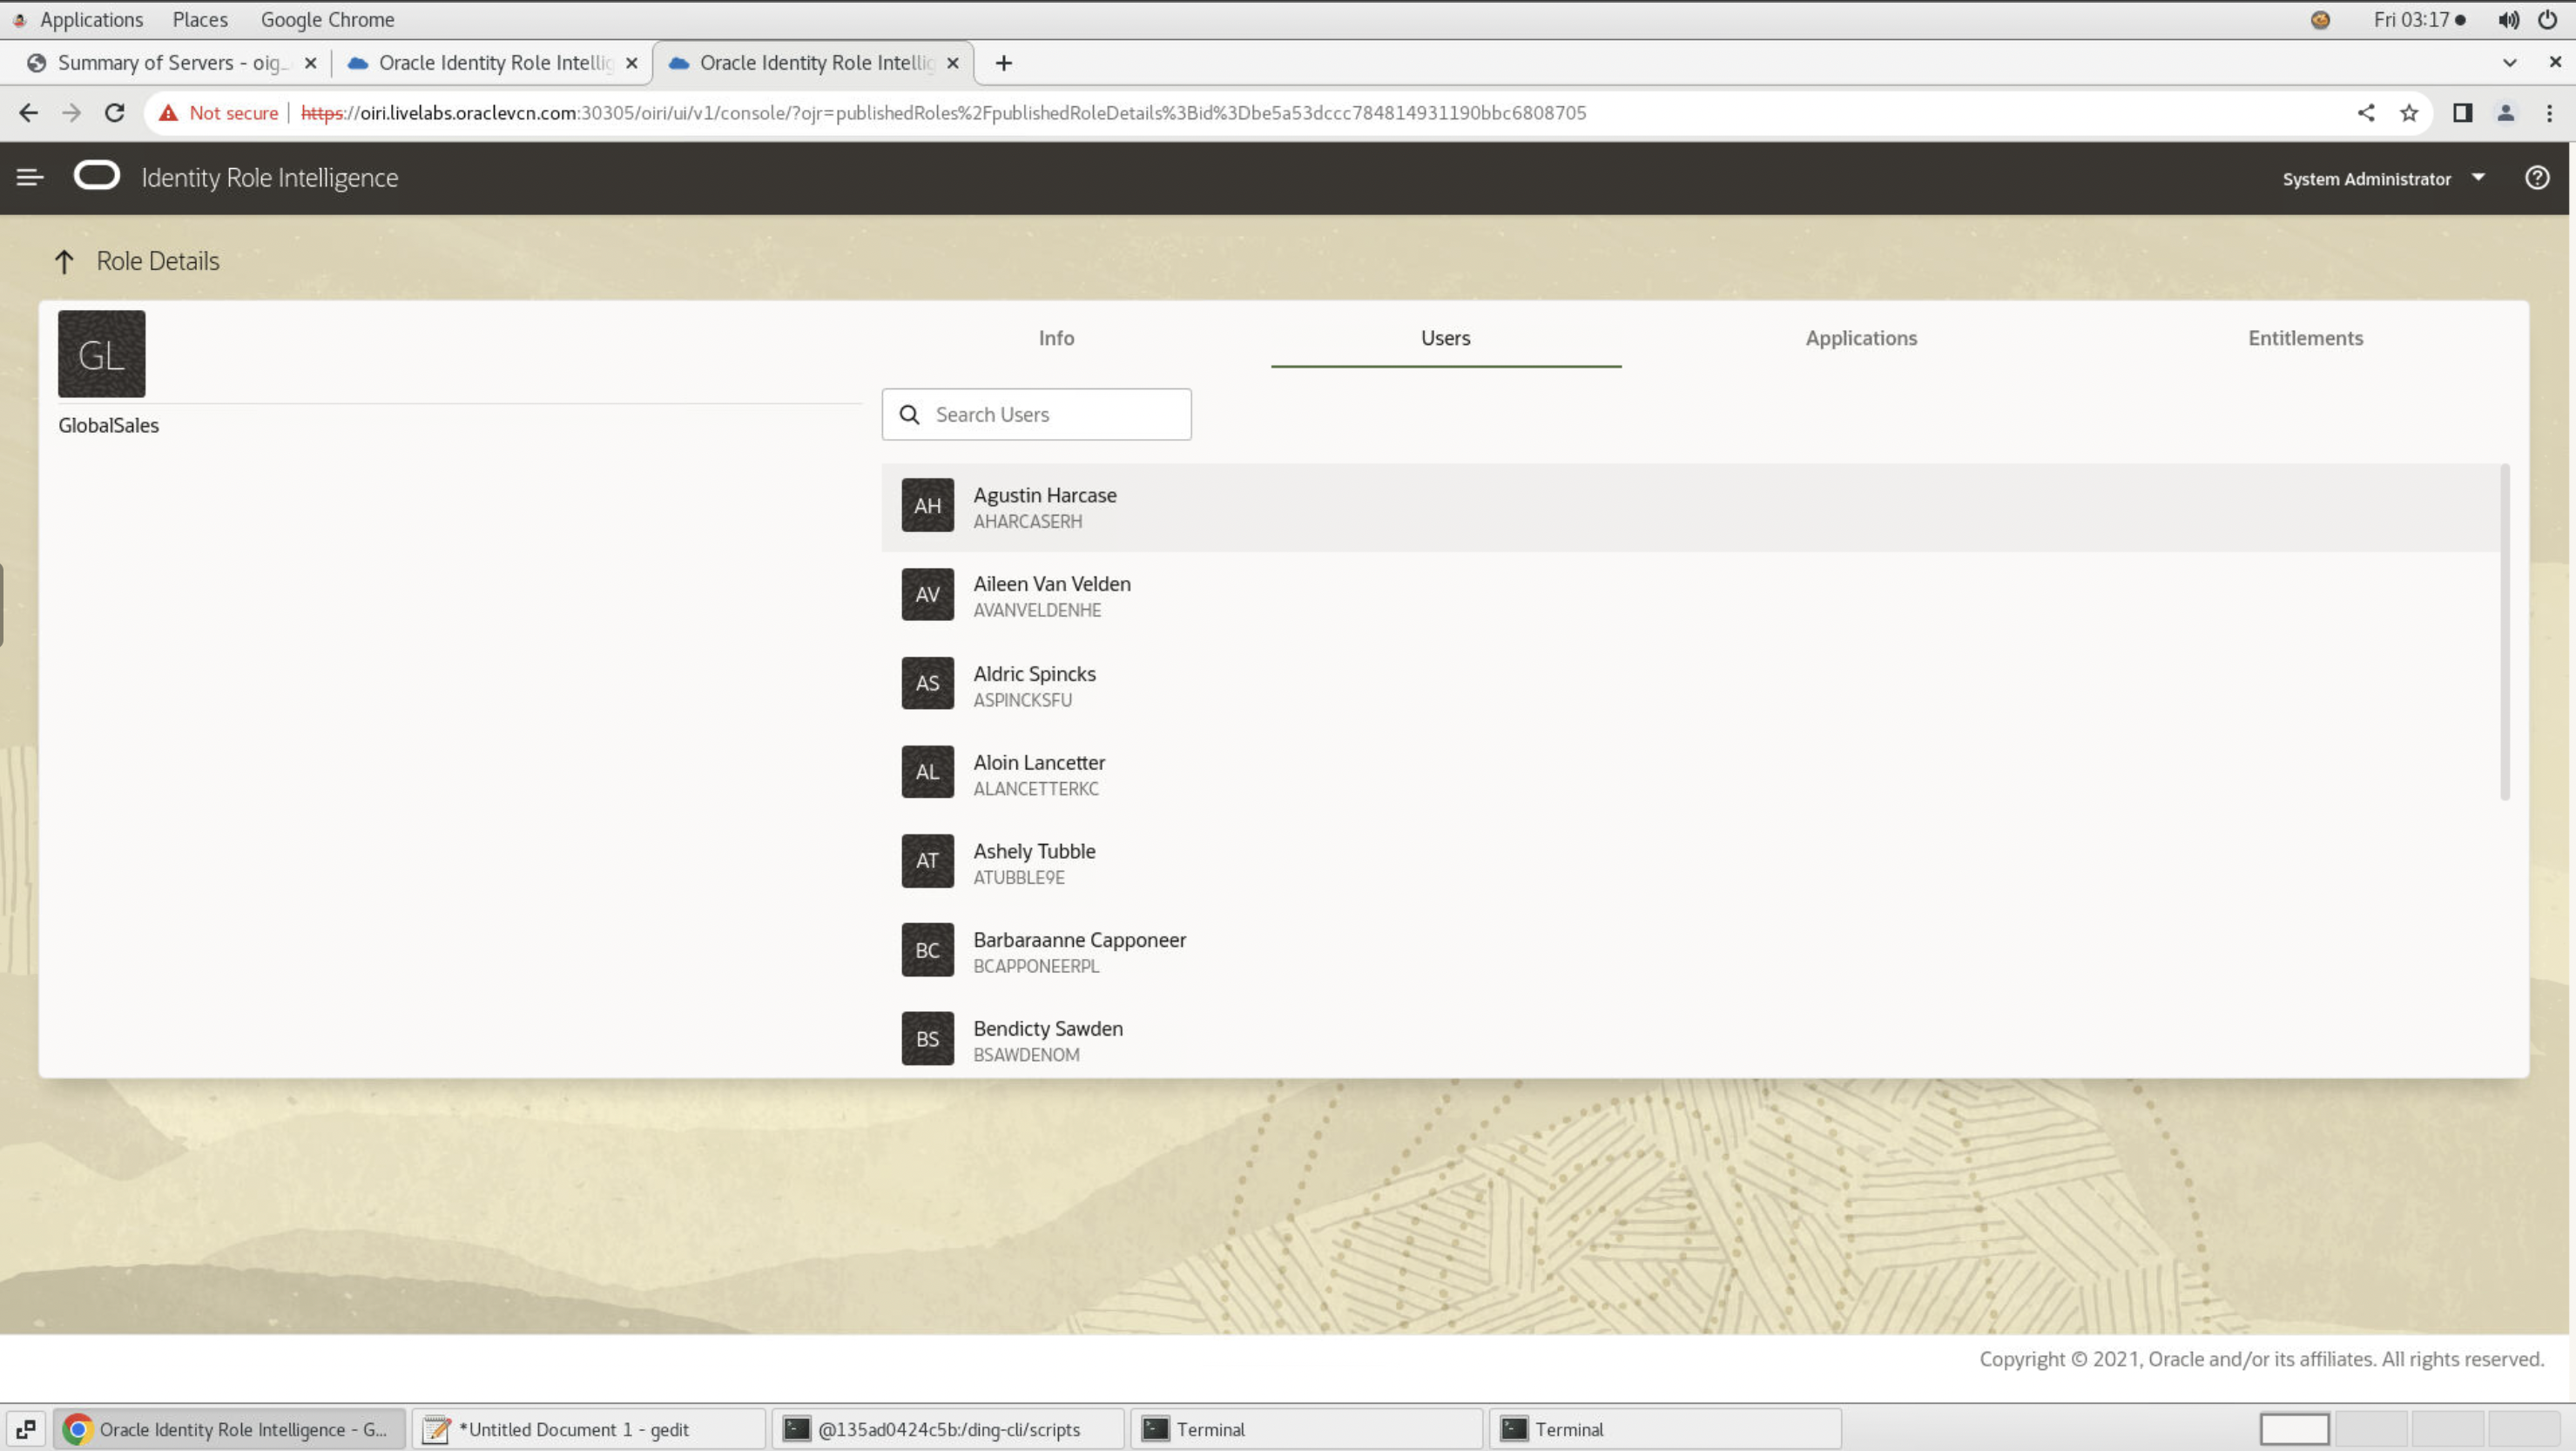 Applications Places Google Chrome Fri 03:17
Summary of Servers - oig_ Oracle Identity Role Intellig Oracle Identity Role Intellig
Not secure https://oiri.livelabs.oraclevcn.com:30305/oiri/ui/v1/console/?ojr=publishedRoles%2FpublishedRoleDetails%3Bid%3Dbe5a53dccc784814931190bbc6808705
Identity Role Intelligence System Administrator
Role Details
GL
GlobalSales
Info Users Applications Entitlements
Search Users
AH Agustin Harcase
AHARCASERH
AV Aileen Van Velden
AVANVELDENHE
AS Aldric Spincks
ASPINCKSFU
AL Aloin Lancetter
ALANCETTERKC
AT Ashely Tubble
ATUBBLE9E
BC Barbaraanne Capponeer
BCAPPONEERPL
BS Bendicty Sawden
BSAWDENOM
Copyright © 2021, Oracle and/or its affiliates. All rights reserved.
Oracle Identity Role Intelligence - G... *Untitled Document 1 - gedit @135ad0424c5b:/ding-cli/scripts Terminal Terminal